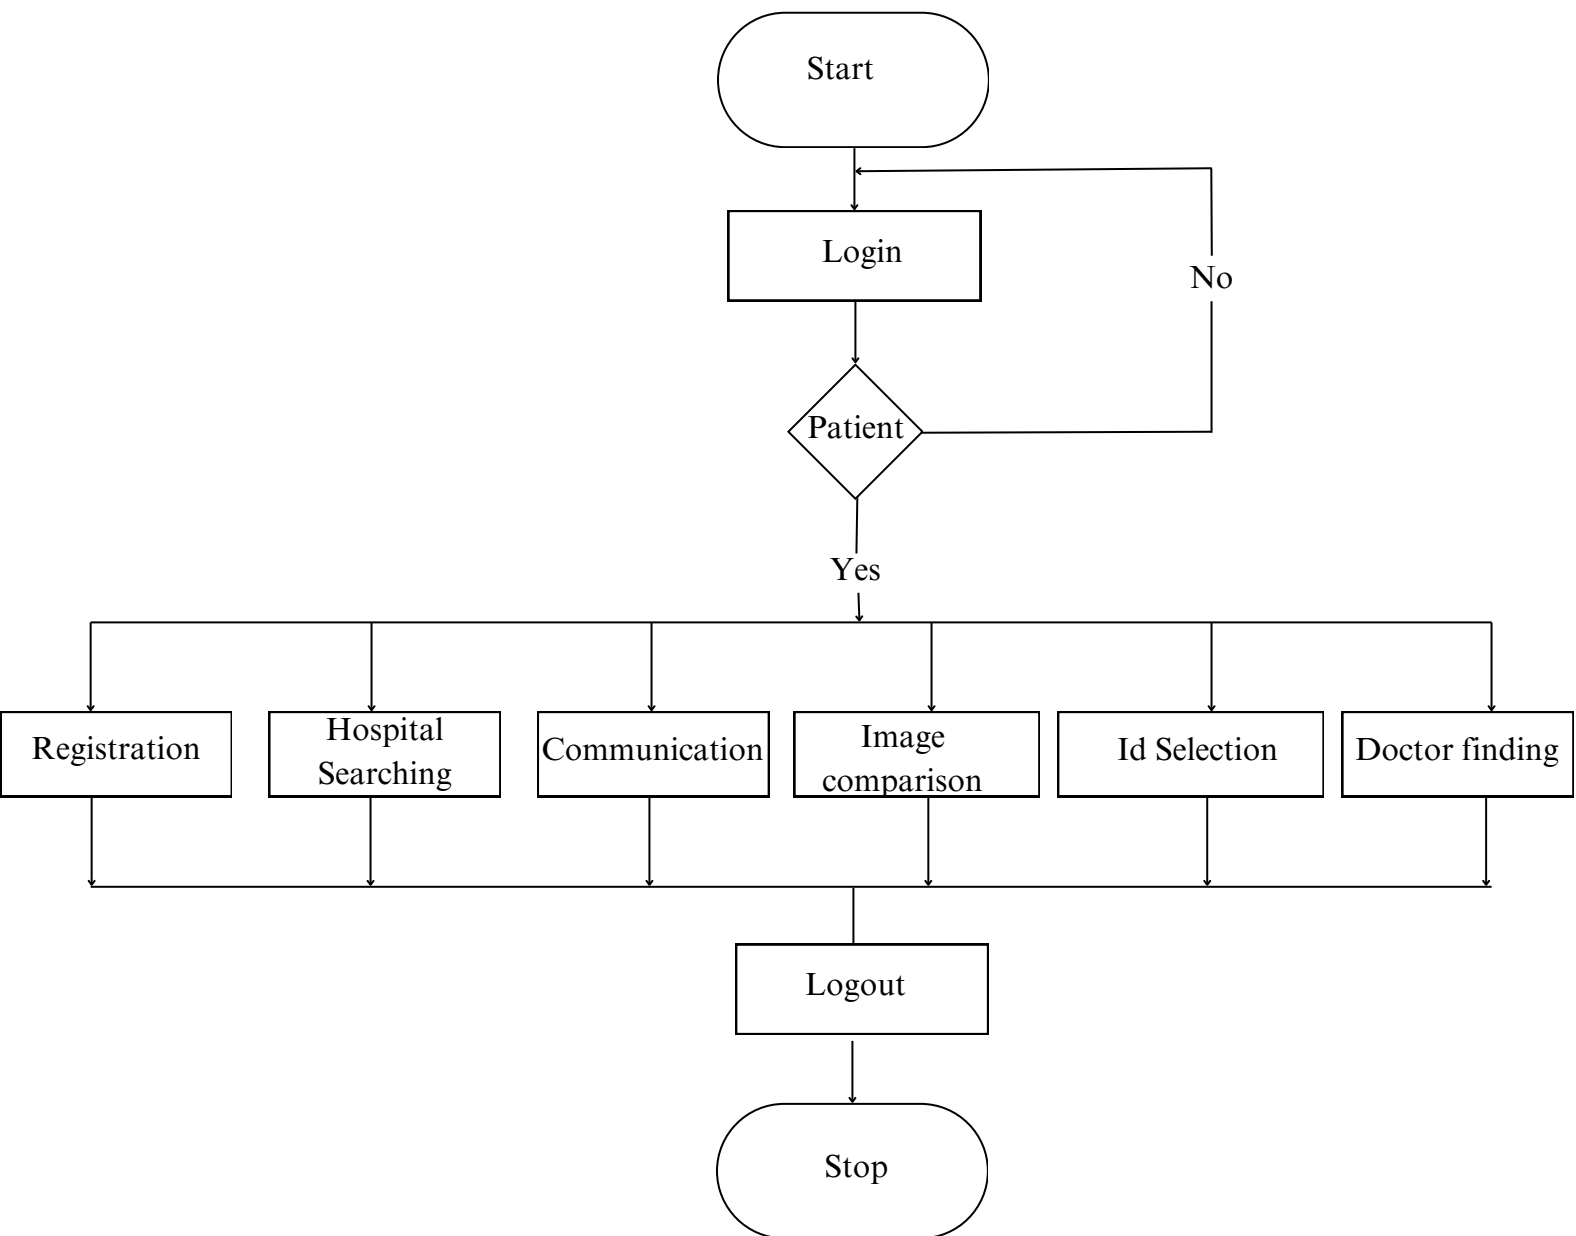 Start
Login
No
Patient
Yes
Registration
Hospital
Searching
Communication
Image
comparison
Id Selection
Doctor finding
Logout
Stop